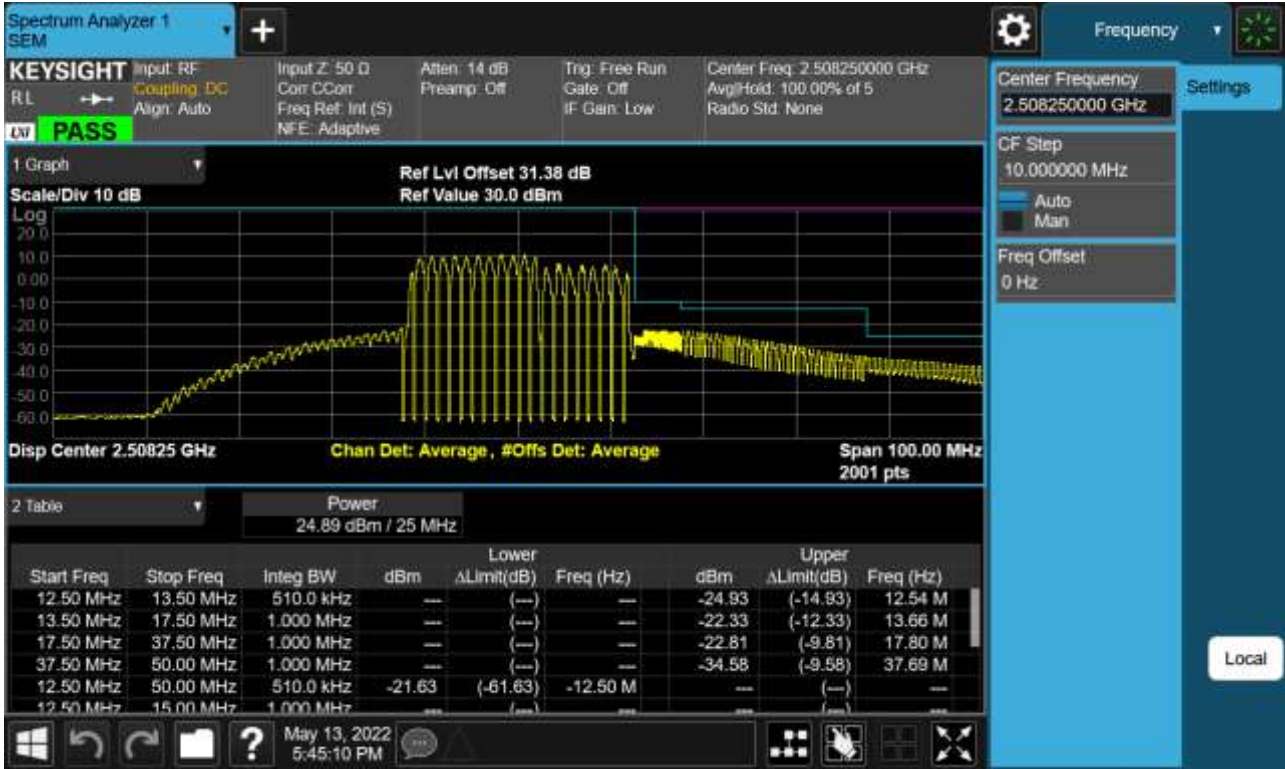 Spectrum Analyzer 1
SEM
+
Frequency
KEYSIGHT
RL
LXI
PASS
Input: RF
Coupling: DC
Align: Auto
Input Z: 50 Ω
Corr CCorr
Freq Ref: Int (S)
NFE: Adaptive
Atten: 14 dB
Preamp: Off
Trig: Free Run
Gate: Off
IF Gain: Low
Center Freq: 2.508250000 GHz
Avg|Hold: 100.00% of 5
Radio Std: None
Center Frequency
2.508250000 GHz
Settings
CF Step
10.000000 MHz
Auto
Man
Freq Offset
0 Hz
Local
1 Graph
Scale/Div 10 dB
Ref Lvl Offset 31.38 dB
Ref Value 30.0 dBm
Log
20.0
10.0
0.00
-10.0
-20.0
-30.0
-40.0
-50.0
-60.0
Disp Center 2.50825 GHz
Chan Det: Average , #Offs Det: Average
Span 100.00 MHz
2001 pts
2 Table
Power
24.89 dBm / 25 MHz
Lower Upper
Start Freq Stop Freq Integ BW dBm ΔLimit(dB) Freq (Hz) dBm ΔLimit(dB) Freq (Hz)
12.50 MHz 13.50 MHz 510.0 kHz --- (---) --- -24.93 (-14.93) 12.54 M
13.50 MHz 17.50 MHz 1.000 MHz --- (---) --- -22.33 (-12.33) 13.66 M
17.50 MHz 37.50 MHz 1.000 MHz --- (---) --- -22.81 (-9.81) 17.80 M
37.50 MHz 50.00 MHz 1.000 MHz --- (---) --- -34.58 (-9.58) 37.69 M
12.50 MHz 50.00 MHz 510.0 kHz -21.63 (-61.63) -12.50 M --- (---) ---
12.50 MHz 15.00 MHz 1.000 MHz --- (---) --- --- (---) ---
?
May 13, 2022
5:45:10 PM